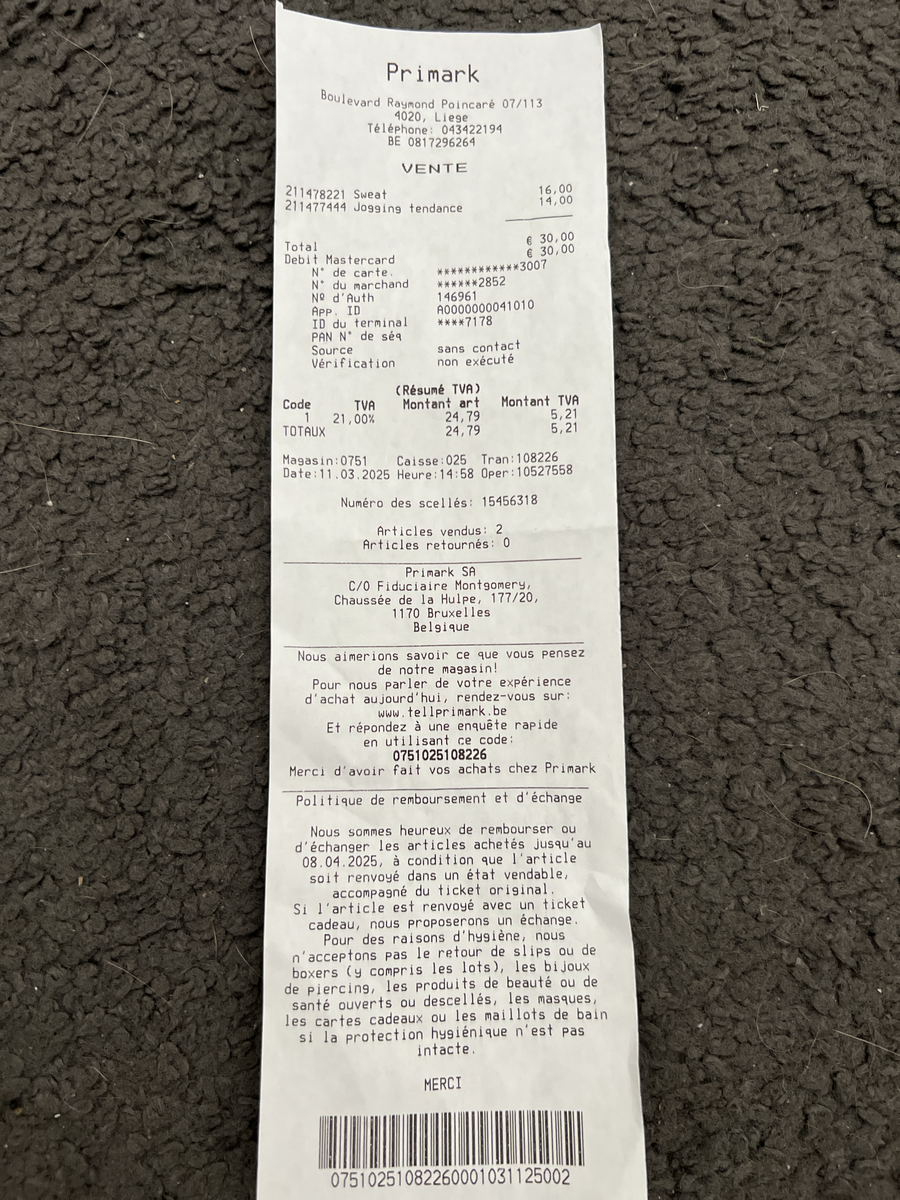 Primark
Boulevard Raymond Poincaré 07/113
4020, Liege
Téléphone: 043422194
BE 0817296264
VENTE
211478221 Sweat 16,00
211477444 Jogging tendance 14,00
Total € 30,00
Debit Mastercard € 30,00
N° de carte. ************3007
N° du marchand ******2852
Nº d'Auth 146961
App. ID A0000000041010
ID du terminal ****7178
PAN N° de séq
Source sans contact
Vérification non exécuté
(Résumé TVA)
Code TVA Montant art Montant TVA
1 21,00% 24,79 5,21
TOTAUX 24,79 5,21
Magasin:0751 Caisse:025 Tran:108226
Date:11.03.2025 Heure:14:58 Oper:10527558
Numéro des scellés: 15456318
Articles vendus: 2
Articles retournés: 0
Primark SA
C/O Fiduciaire Montgomery,
Chaussée de la Hulpe, 177/20,
1170 Bruxelles
Belgique
Nous aimerions savoir ce que vous pensez
de notre magasin!
Pour nous parler de votre expérience
d'achat aujourd'hui, rendez-vous sur:
www.tellprimark.be
Et répondez à une enquête rapide
en utilisant ce code:
0751025108226
Merci d'avoir fait vos achats chez Primark
Politique de remboursement et d'échange
Nous sommes heureux de rembourser ou
d'échanger les articles achetés jusqu'au
08.04.2025, à condition que l'article
soit renvoyé dans un état vendable,
accompagné du ticket original.
Si l'article est renvoyé avec un ticket
cadeau, nous proposerons un échange.
Pour des raisons d'hygiène, nous
n'acceptons pas le retour de slips ou de
boxers (y compris les lots), les bijoux
de piercing, les produits de beauté ou de
santé ouverts ou descellés, les masques,
les cartes cadeaux ou les maillots de bain
si la protection hygiénique n'est pas
intacte.
MERCI
07510251082260001031125002